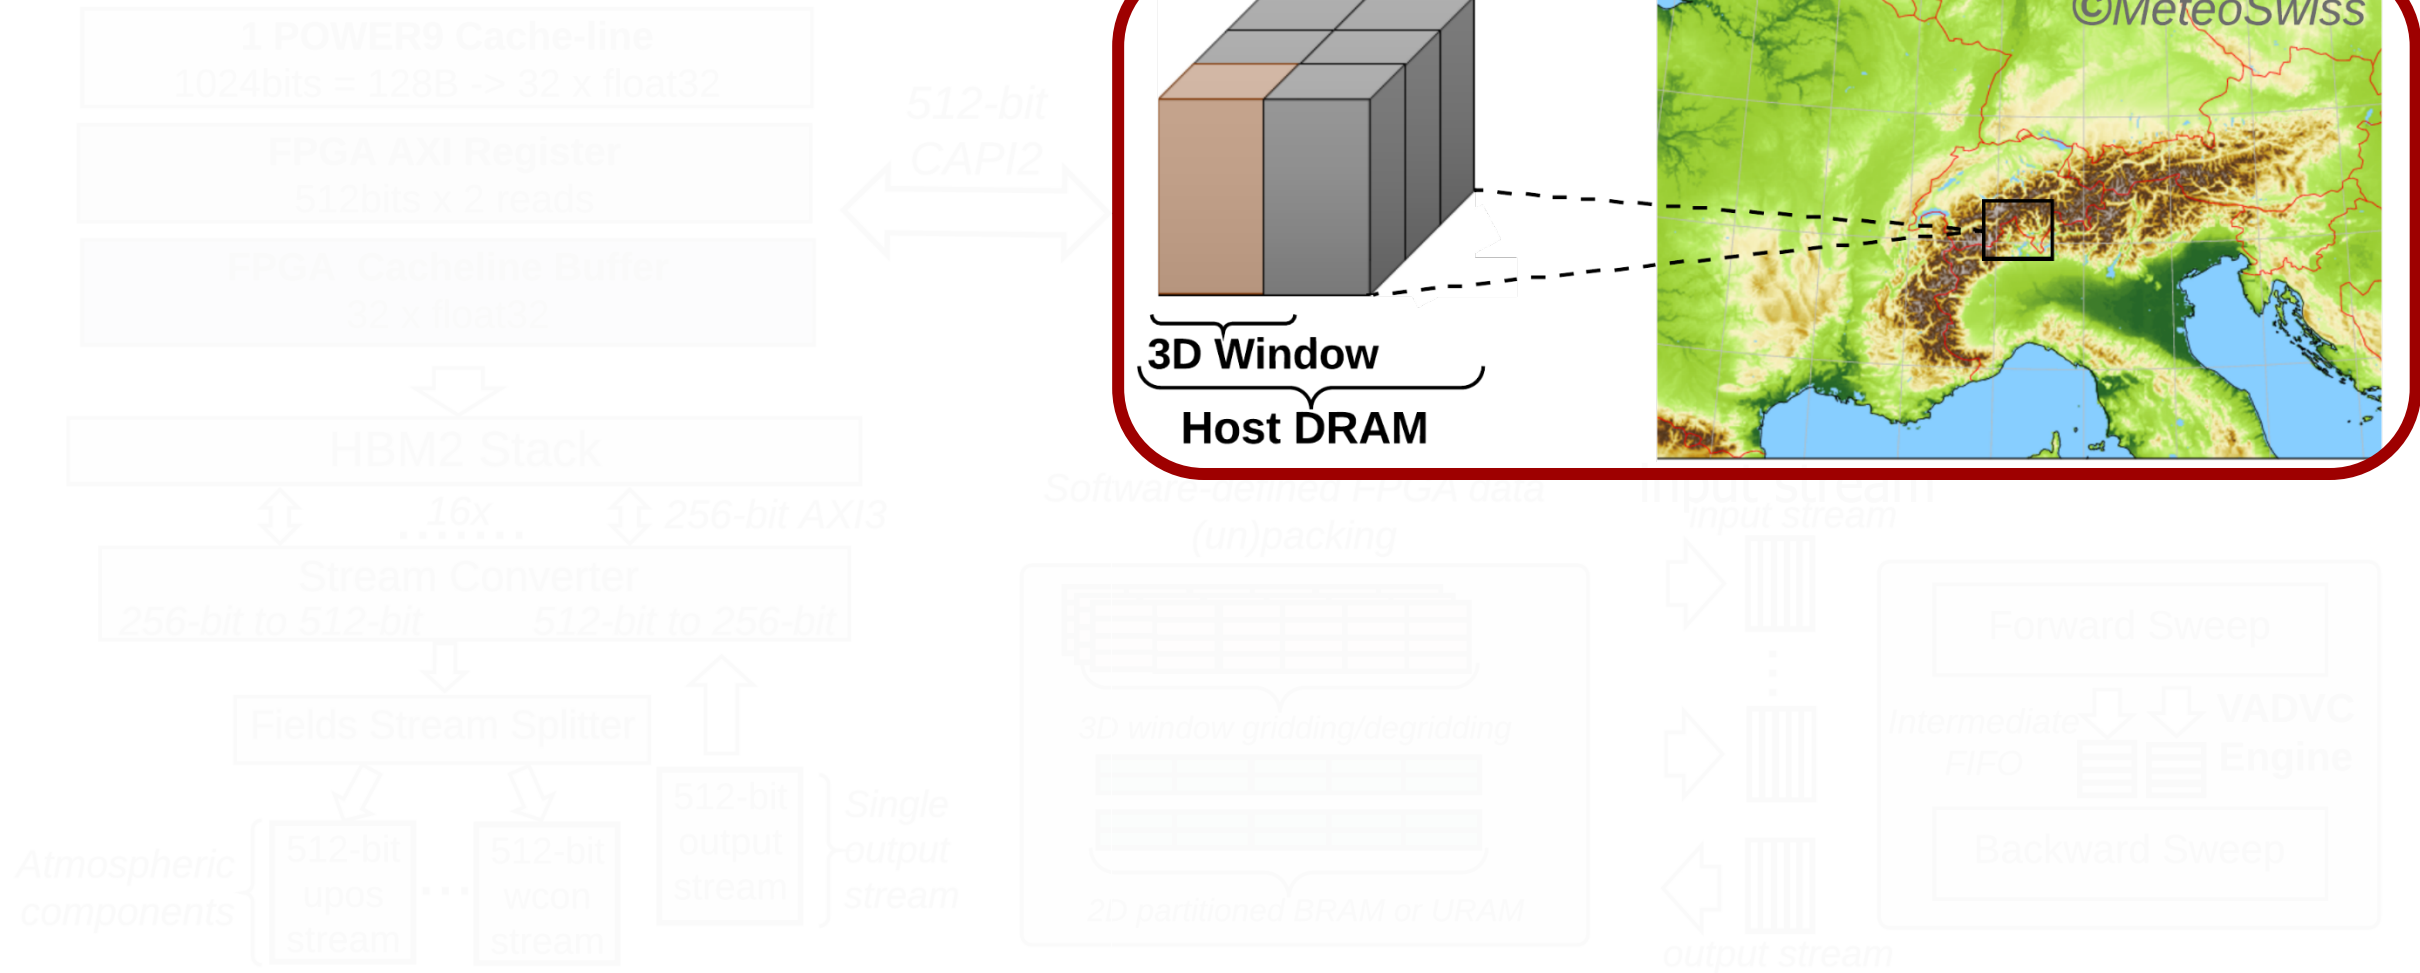 1 POWER9 Cache-line
1024bits = 128B -> 32 x float32
FPGA AXI Register
512bits x 2 reads
FPGA Cacheline Buffer
32 x float32
512-bit
CAPI2
©MeteoSwiss
3D Window
Host DRAM
HBM2 Stack
16x
256-bit AXI3
Stream Converter
256-bit to 512-bit
512-bit to 256-bit
Fields Stream Splitter
Atmospheric
components
512-bit
upos
stream
512-bit
wcon
stream
512-bit
output
stream
Single
output
stream
Software-defined FPGA data
(un)packing
3D window gridding/degridding
2D partitioned BRAM or URAM
Input stream
input stream
output stream
Forward Sweep
Intermediate
FIFO
VADVC
Engine
Backward Sweep